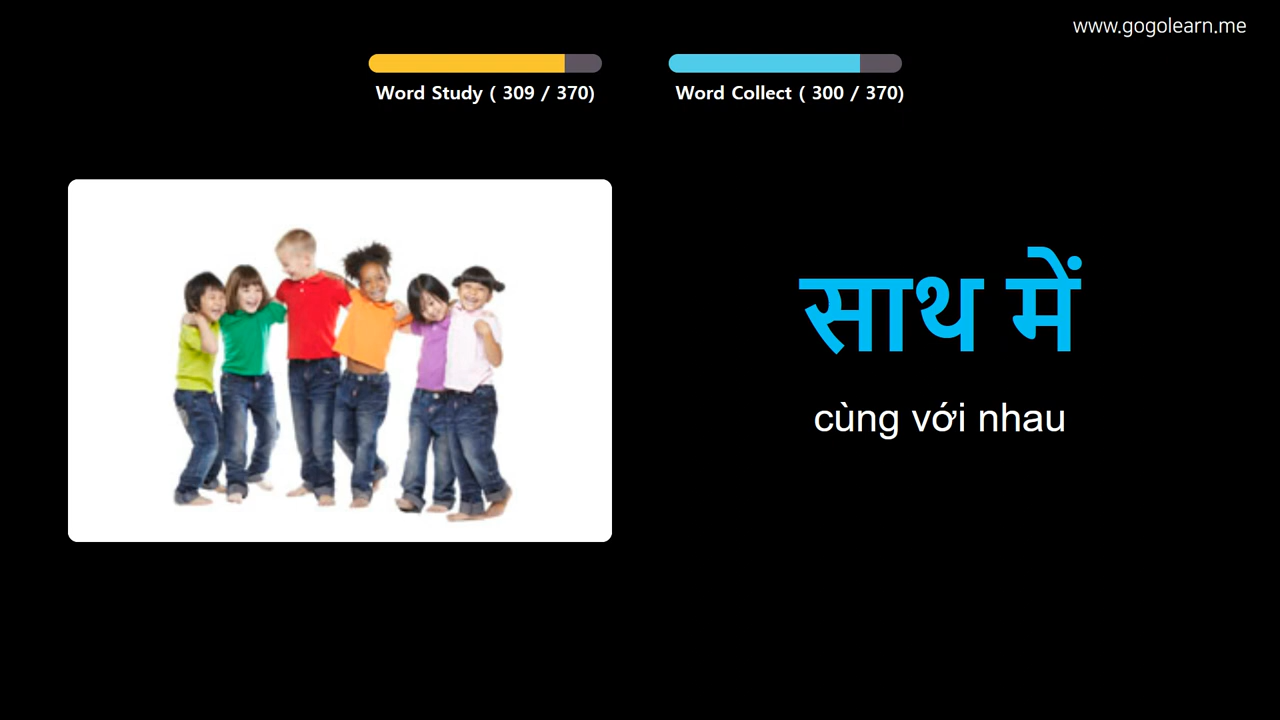 www.gogolearn.me
Word Study ( 309 / 370)
Word Collect ( 300 / 370)
साथ में
cùng với nhau